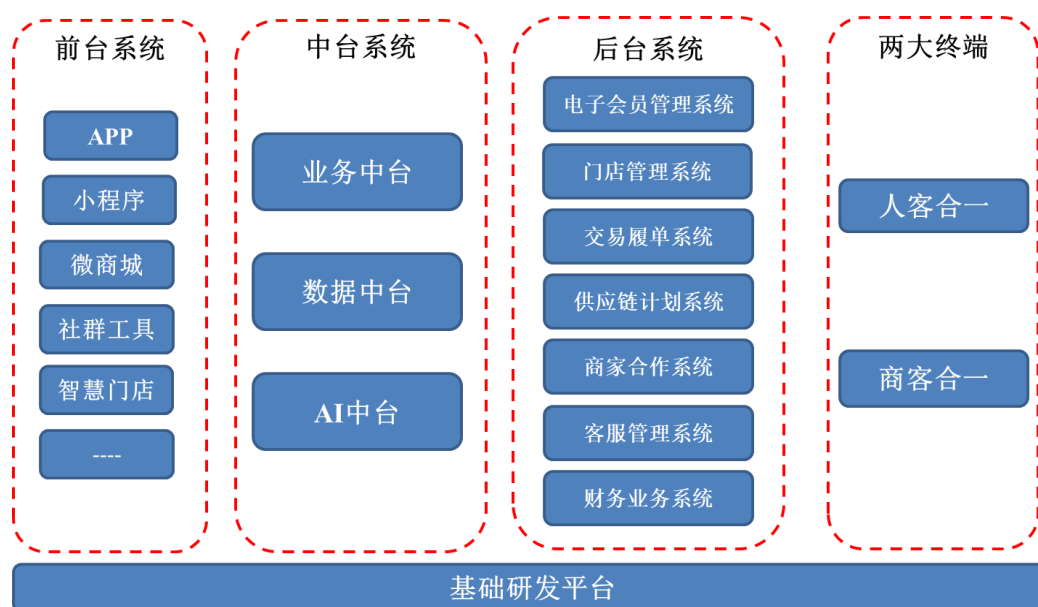 前台系统
APP
小程序
微商城
社群工具
智慧门店
----
中台系统
业务中台
数据中台
AI中台
后台系统
电子会员管理系统
门店管理系统
交易履单系统
供应链计划系统
商家合作系统
客服管理系统
财务业务系统
两大终端
人客合一
商客合一
基础研发平台